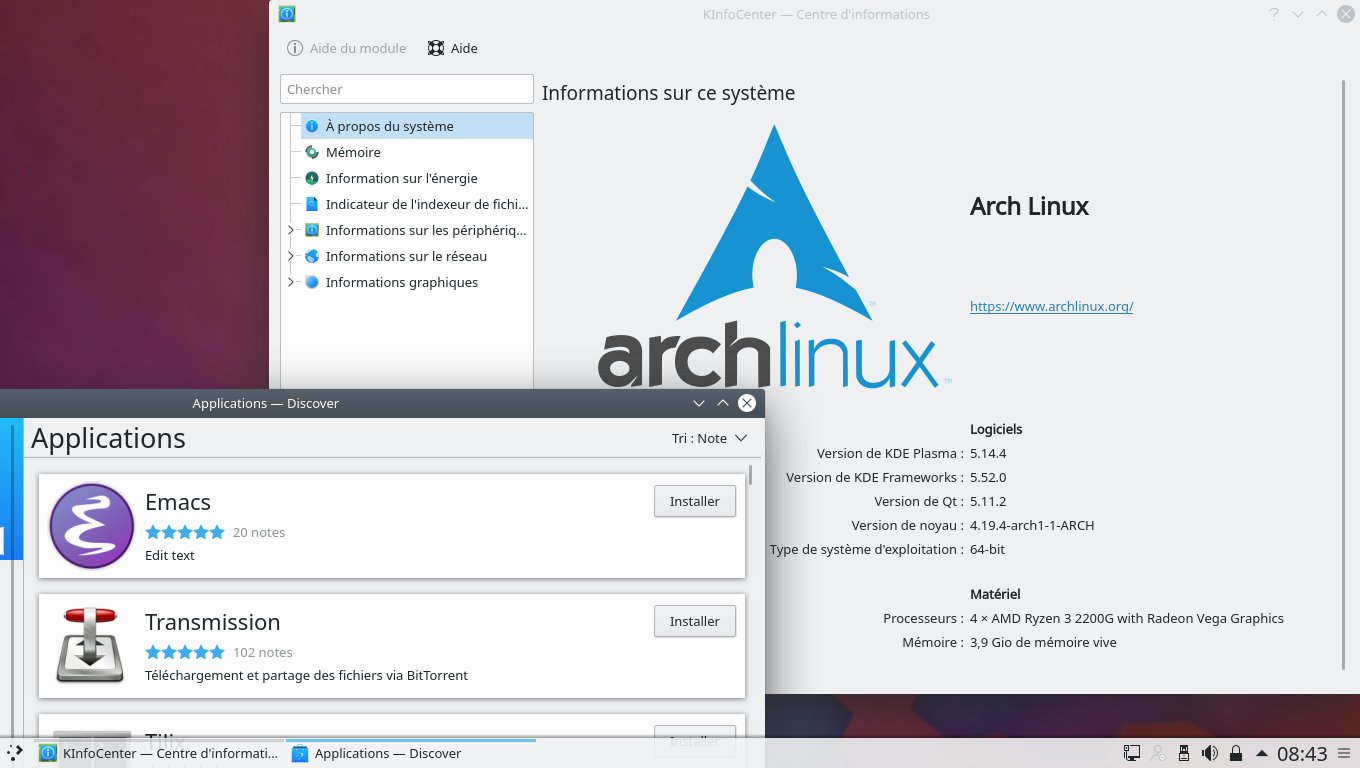 KInfoCenter — Centre d'informations
Aide du module
Aide
Chercher
À propos du système
Mémoire
Information sur l'énergie
Indicateur de l'indexeur de fichi...
Informations sur les périphériq...
Informations sur le réseau
Informations graphiques
Informations sur ce système
archlinux
TM
TM
Arch Linux
https://www.archlinux.org/
Logiciels
Version de KDE Plasma : 5.14.4
Version de KDE Frameworks : 5.52.0
Version de Qt : 5.11.2
Version de noyau : 4.19.4-arch1-1-ARCH
Type de système d'exploitation : 64-bit
Matériel
Processeurs : 4 × AMD Ryzen 3 2200G with Radeon Vega Graphics
Mémoire : 3,9 Gio de mémoire vive
Applications — Discover
Applications
Tri : Note
Emacs
20 notes
Edit text
Installer
Transmission
102 notes
Téléchargement et partage des fichiers via BitTorrent
Installer
Tilix
Installer
KInfoCenter — Centre d'informati...
Applications — Discover
08:43